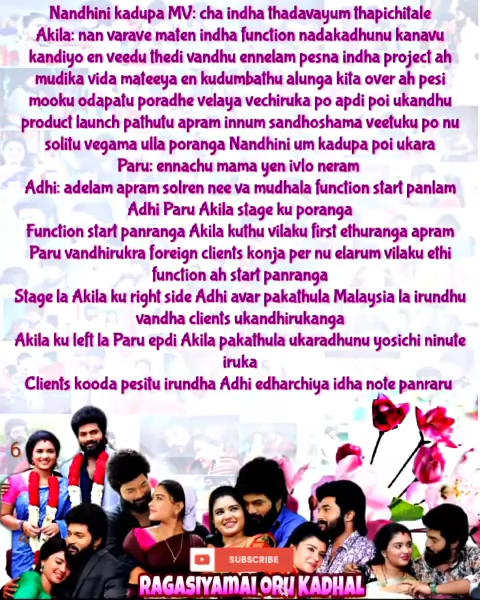 Nandhini kadupa MV: cha indha thadavayum thapichitale
Akila: nan varave maten indha function nadakadhunu kanavu
kandiyo en veedu thedi vandhu ennelam pesna indha project ah
mudika vida mateeya en kudumbathu alunga kita over ah pesi
mooku odapatu poradhe velaya vechiruka po apdi poi ukandhu
product launch pathutu apram innum sandhoshama veetuku po nu
solitu vegama ulla poranga Nandhini um kadupa poi ukara
Paru: ennachu mama yen ivlo neram
Adhi: adelam apram solren nee va mudhala function start panlam
Adhi Paru Akila stage ku poranga
Function start panranga Akila kuthu vilaku first ethuranga apram
Paru vandhirukra foreign clients konja per nu elarum vilaku ethi
function ah start panranga
Stage la Akila ku right side Adhi avar pakathula Malaysia la irundhu
vandha clients ukandhirukanga
Akila ku left la Paru epdi Akila pakathula ukaradhunu yosichi ninute
iruka
Clients kooda pesitu irundha Adhi edharchiya idha note panraru
6
SUBSCRIBE
RAGASIYAMAI ORU KADHAL